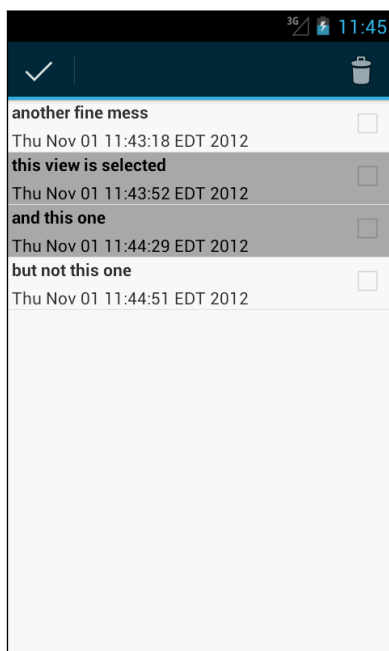 3G 11:45
another fine mess
Thu Nov 01 11:43:18 EDT 2012
this view is selected
Thu Nov 01 11:43:52 EDT 2012
and this one
Thu Nov 01 11:44:29 EDT 2012
but not this one
Thu Nov 01 11:44:51 EDT 2012